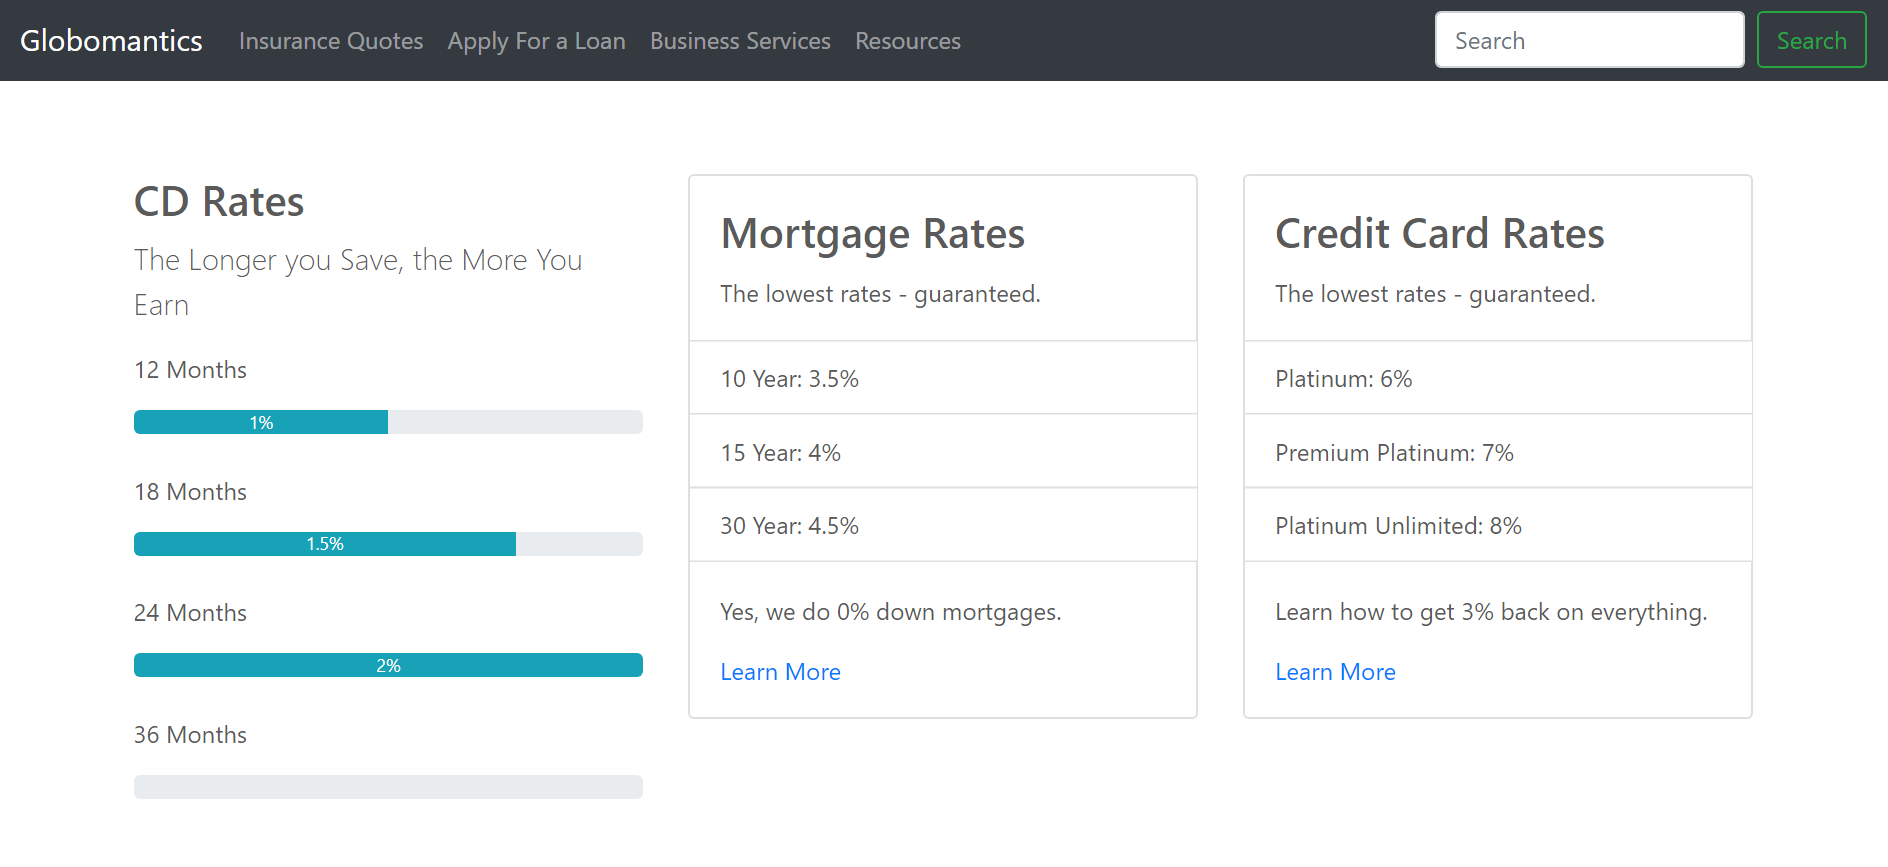 Globomantics Insurance Quotes Apply For a Loan Business Services Resources Search Search
CD Rates
The Longer you Save, the More You
Earn
12 Months
1%
18 Months
1.5%
24 Months
2%
36 Months
Mortgage Rates
The lowest rates - guaranteed.
10 Year: 3.5%
15 Year: 4%
30 Year: 4.5%
Yes, we do 0% down mortgages.
Learn More
Credit Card Rates
The lowest rates - guaranteed.
Platinum: 6%
Premium Platinum: 7%
Platinum Unlimited: 8%
Learn how to get 3% back on everything.
Learn More